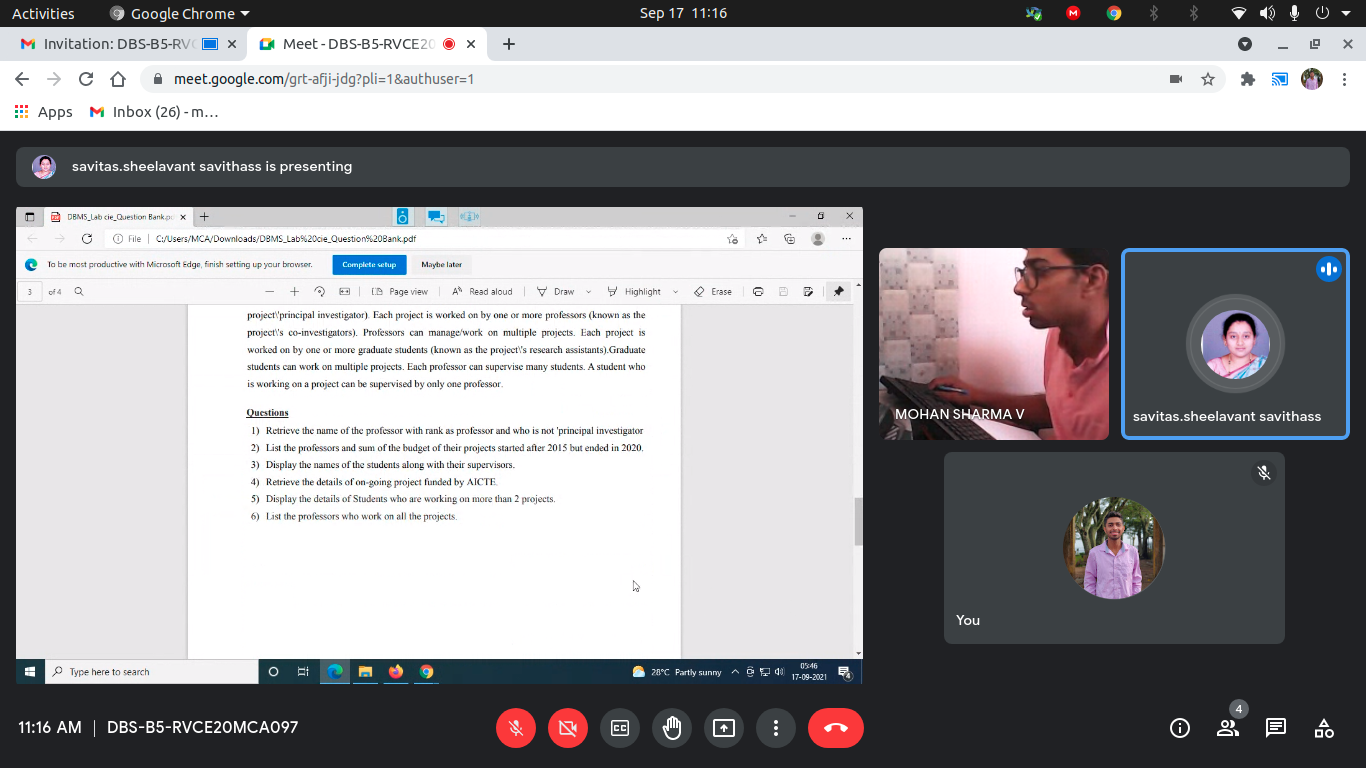 Activities
Google Chrome
Sep 17 11:16
Invitation: DBS-B5-RVC
Meet - DBS-B5-RVCE20
meet.google.com/grt-afji-jdg?pli=1&authuser=1
Apps
Inbox (26) - m…
savitas.sheelavant savithass is presenting
DBMS_Lab cie_Question Bank.pd
File
C:/Users/MCA/Downloads/DBMS_Lab%20cie_Question%20Bank.pdf
To be most productive with Microsoft Edge, finish setting up your browser.
Complete setup
Maybe later
3 of 4
Page view
Read aloud
Draw
Highlight
Erase
project\'principal investigator). Each project is worked on by one or more professors (known as the
project\'s co-investigators). Professors can manage/work on multiple projects. Each project is
worked on by one or more graduate students (known as the project\'s research assistants).Graduate
students can work on multiple projects. Each professor can supervise many students. A student who
is working on a project can be supervised by only one professor.
Questions
1) Retrieve the name of the professor with rank as professor and who is not 'principal investigator
2) List the professors and sum of the budget of their projects started after 2015 but ended in 2020.
3) Display the names of the students along with their supervisors.
4) Retrieve the details of on-going project funded by AICTE.
5) Display the details of Students who are working on more than 2 projects.
6) List the professors who work on all the projects.
Type here to search
28°C Partly sunny
05:46
17-09-2021
4
MOHAN SHARMA V
savitas.sheelavant savithass
You
11:16 AM | DBS-B5-RVCE20MCA097
4